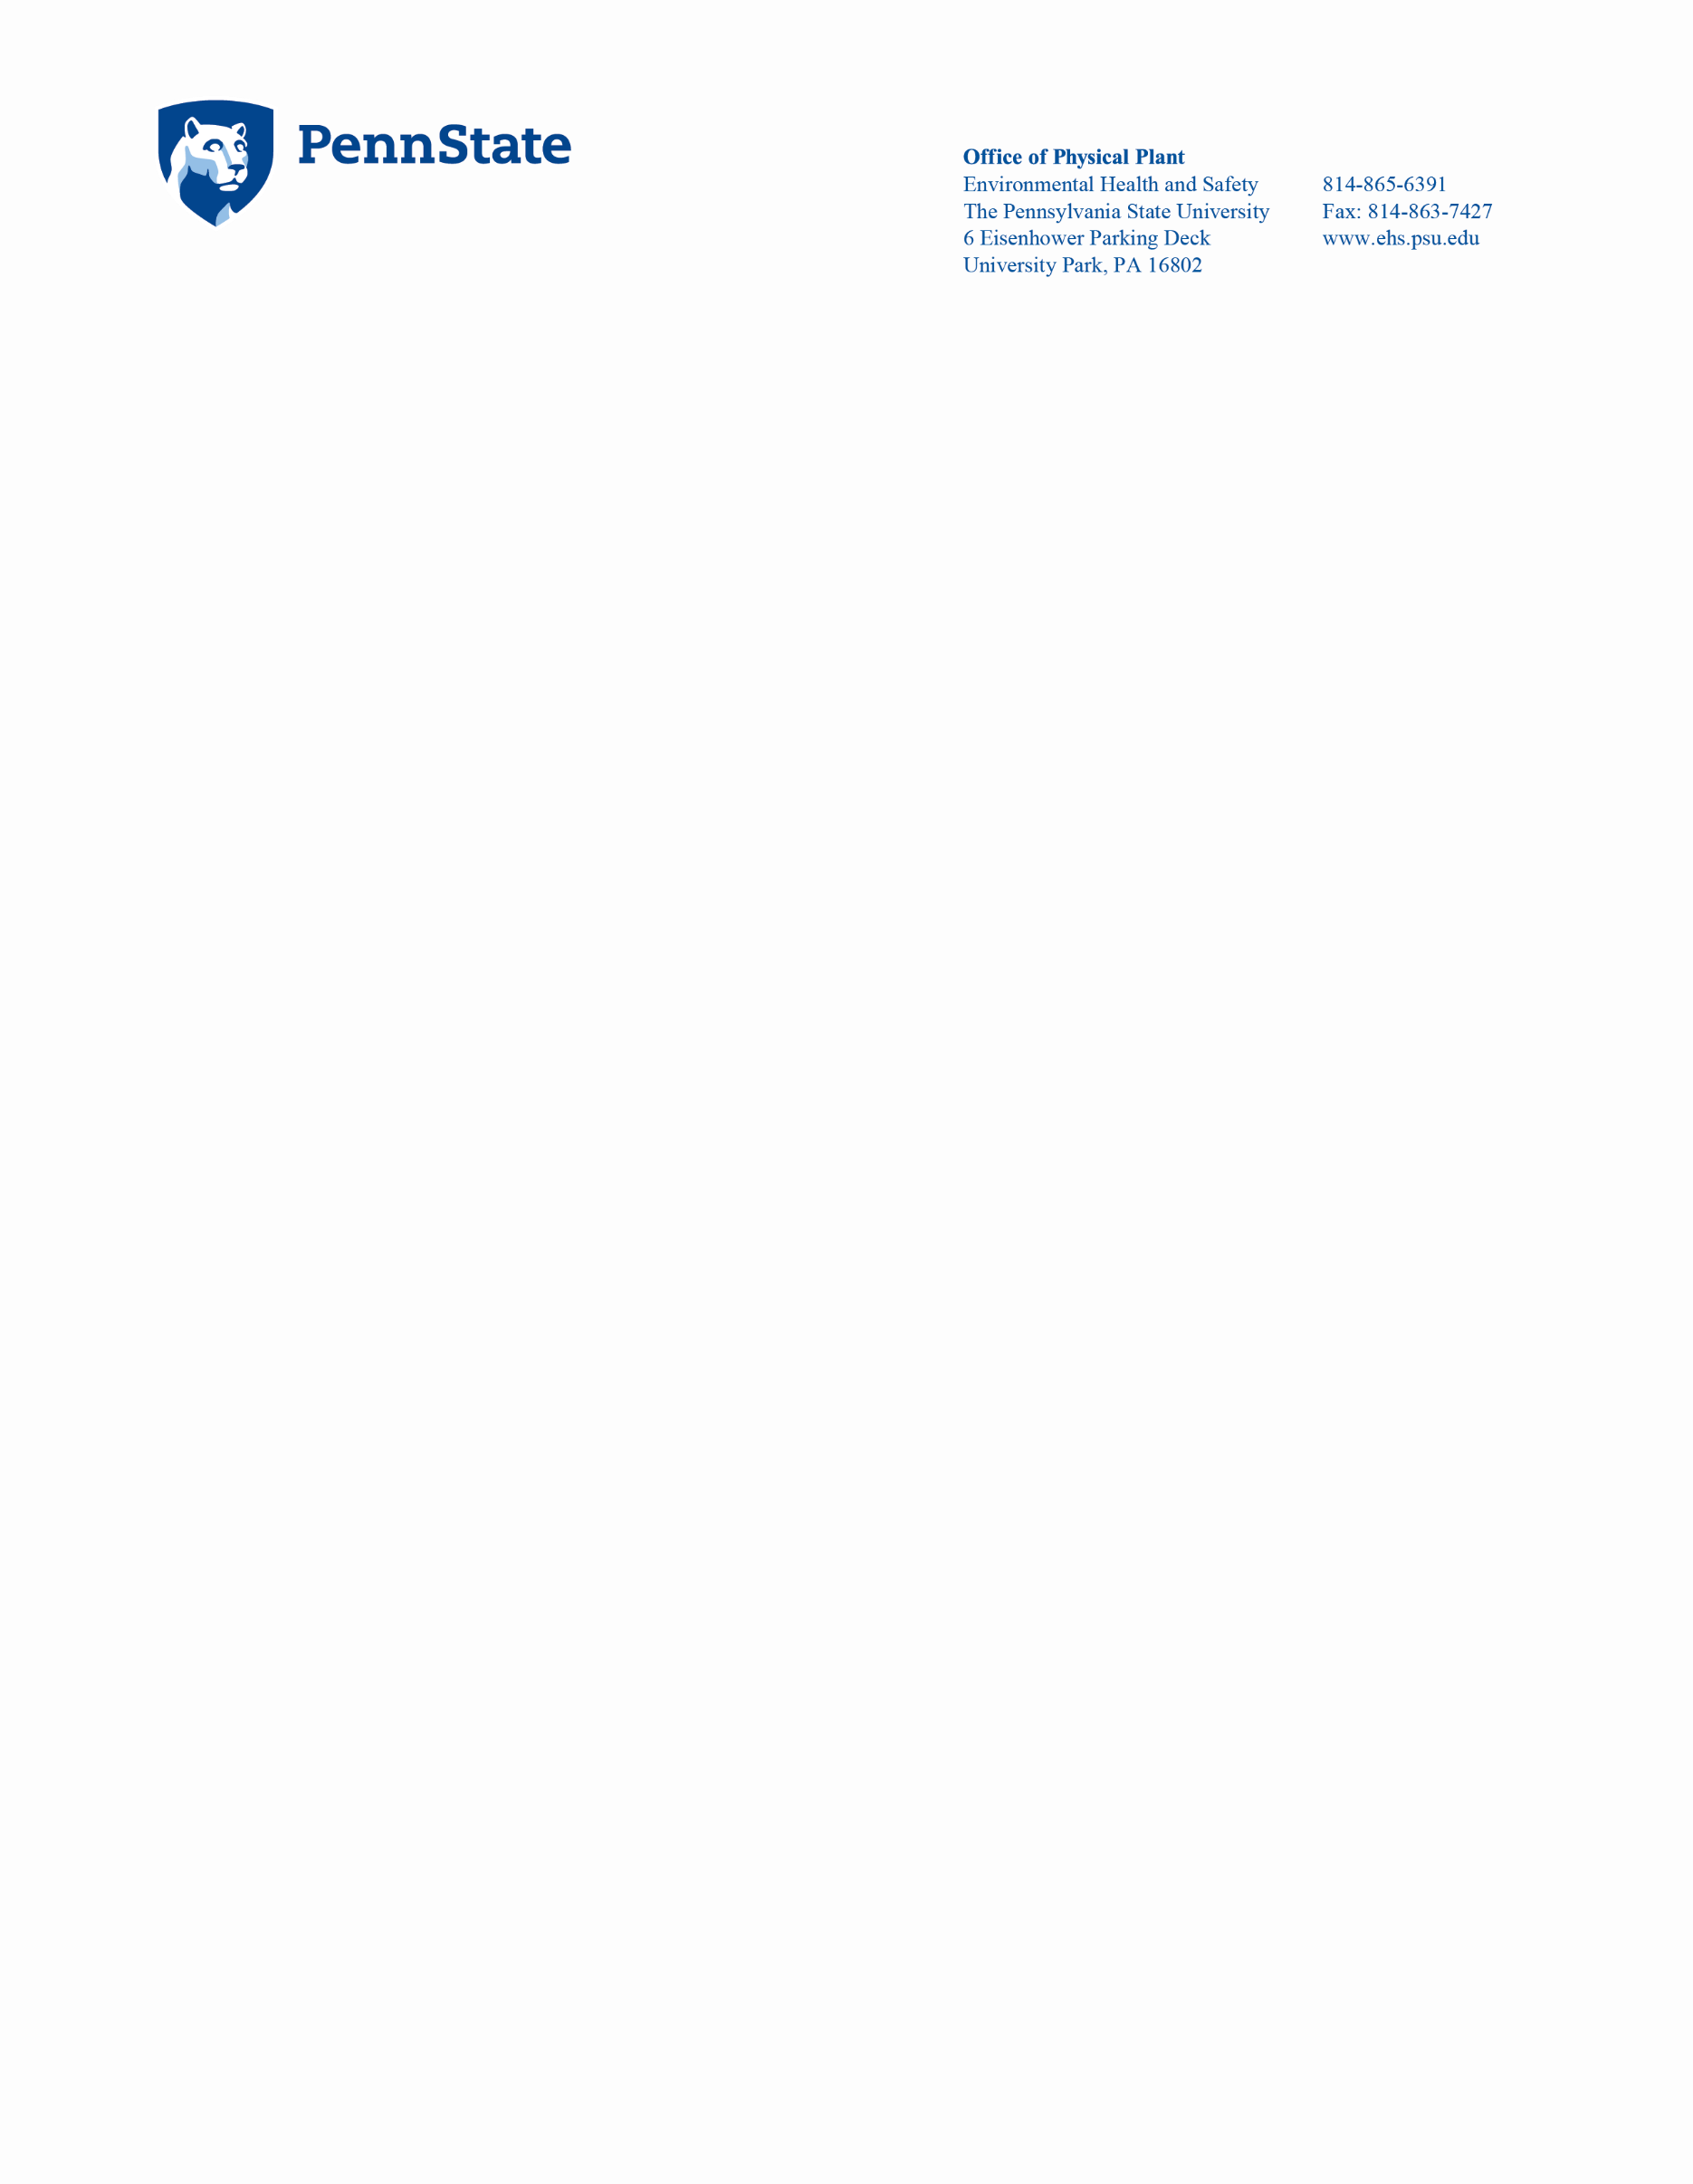 PennState
Office of Physical Plant
Environmental Health and Safety
The Pennsylvania State University
6 Eisenhower Parking Deck
University Park, PA 16802
814-865-6391
Fax: 814-863-7427
www.ehs.psu.edu